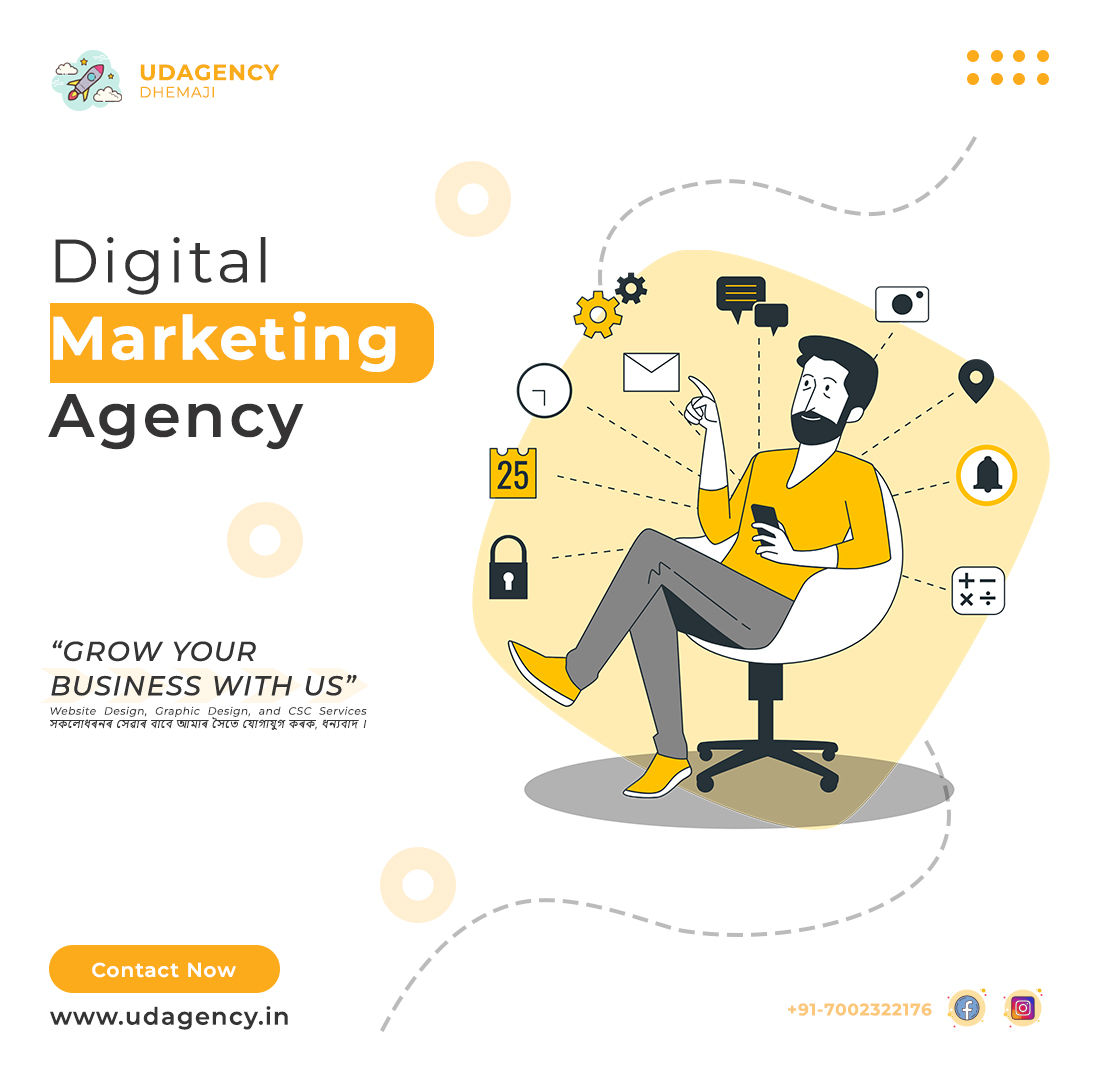 UDAGENCY
DHEMAJI
Digital
Marketing
Agency
25
“GROW YOUR
BUSINESS WITH US”
Website Design, Graphic Design, and CSC Services
সকলোধৰনৰ সেৱাৰ বাবে আমাৰ সৈতে যোগাযুগ কৰক, ধন্যবাদ ।
Contact Now
www.udagency.in
+91-7002322176